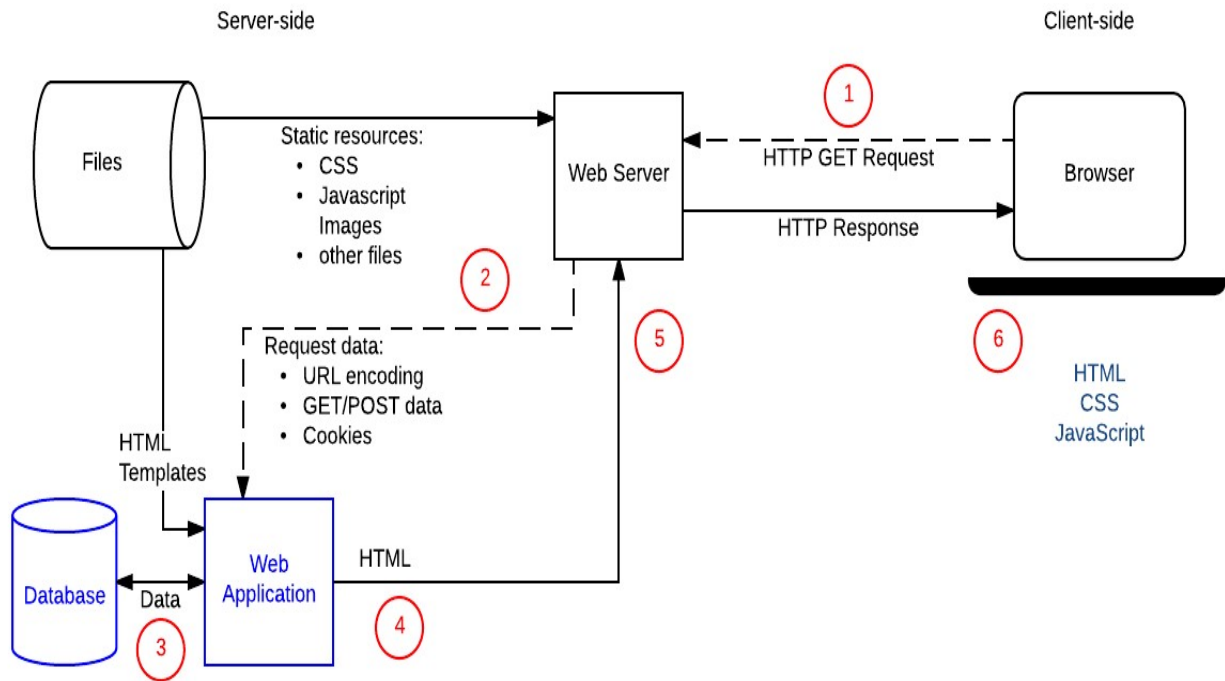 Server-side
Client-side
Files
Static resources:
• CSS
• Javascript
Images
• other files
Web Server
1
HTTP GET Request
HTTP Response
Browser
2
Request data:
• URL encoding
• GET/POST data
• Cookies
5
6
HTML
CSS
JavaScript
HTML
Templates
Database
Data
3
Web
Application
HTML
4